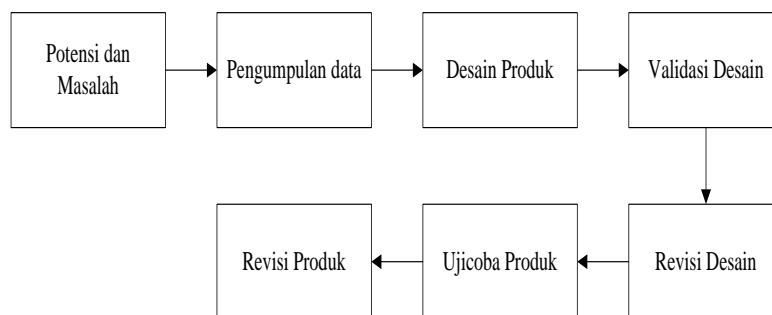 Potensi dan
Masalah
Pengumpulan data
Desain Produk
Validasi Desain
Revisi Desain
Ujicoba Produk
Revisi Produk